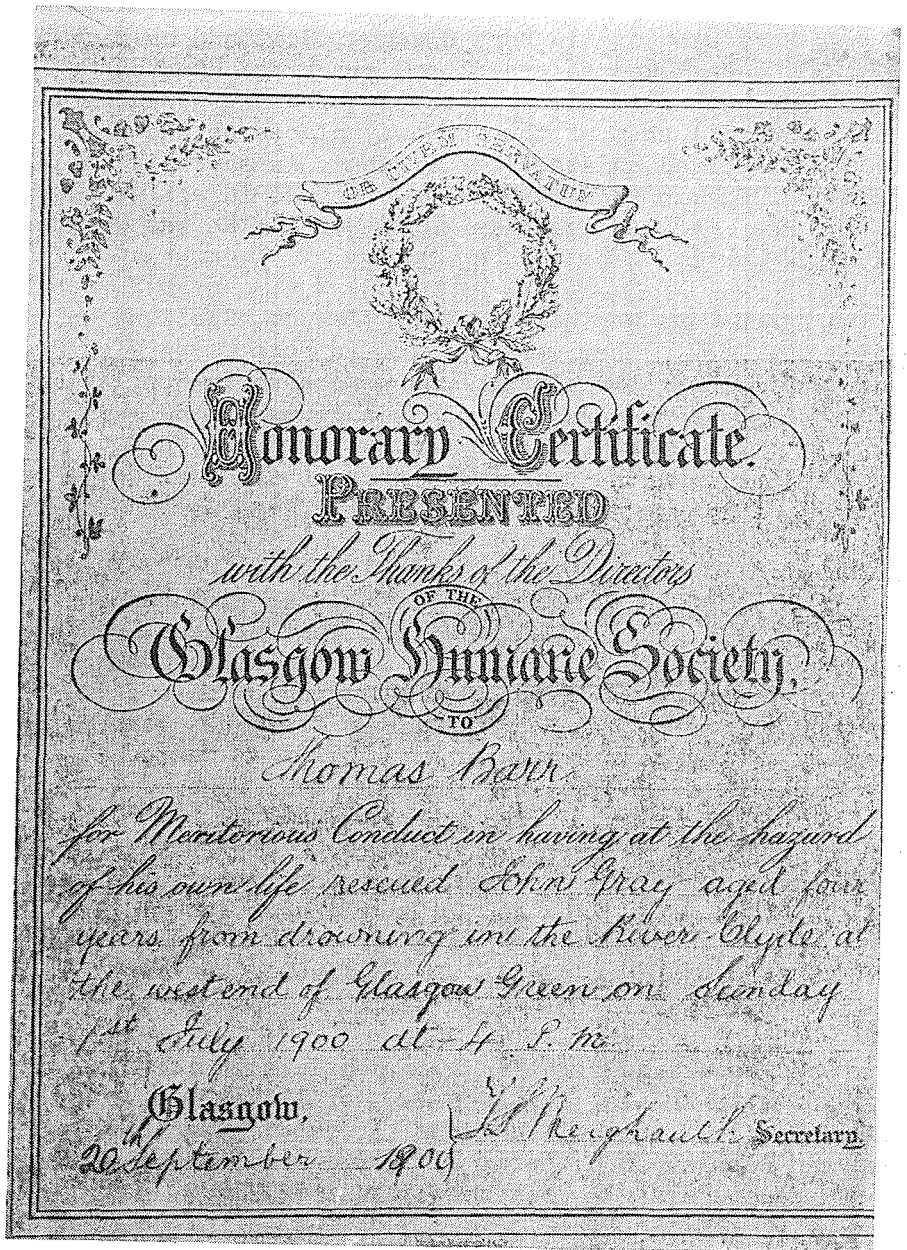 OB CIVEM SERVATUM
Honorary Certificate.
PRESENTED
with the Thanks of the Directors
OF THE
Glasgow Humane Society,
TO
Thomas Barr
for Meritorious Conduct in having at the hazard
of his own life rescued John Gray aged four
years from drowning in the River Clyde at
the west end of Glasgow Green on Sunday
1st July 1900 at 4 P.m.
Glasgow,
Secretary.
20th September 1900